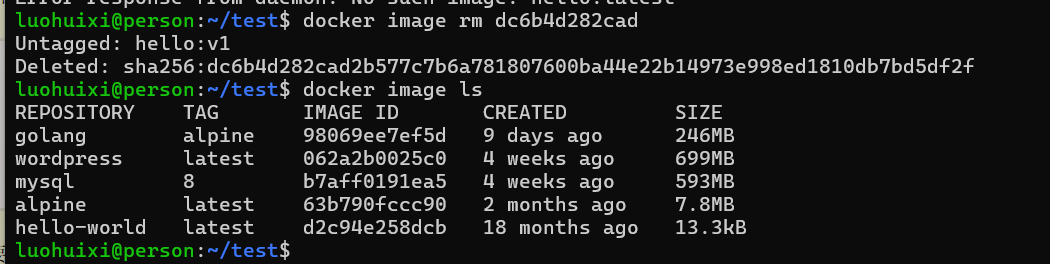 Error response from daemon: No such image: hello:latest
luohuixi@person:~/test$ docker image rm dc6b4d282cad
Untagged: hello:v1
Deleted: sha256:dc6b4d282cad2b577c7b6a781807600ba44e22b14973e998ed1810db7bd5df2f
luohuixi@person:~/test$ docker image ls
REPOSITORY TAG IMAGE ID CREATED SIZE
golang alpine 98069ee7ef5d 9 days ago 246MB
wordpress latest 062a2b0025c0 4 weeks ago 699MB
mysql 8 b7aff0191ea5 4 weeks ago 593MB
alpine latest 63b790fccc90 2 months ago 7.8MB
hello-world latest d2c94e258dcb 18 months ago 13.3kB
luohuixi@person:~/test$